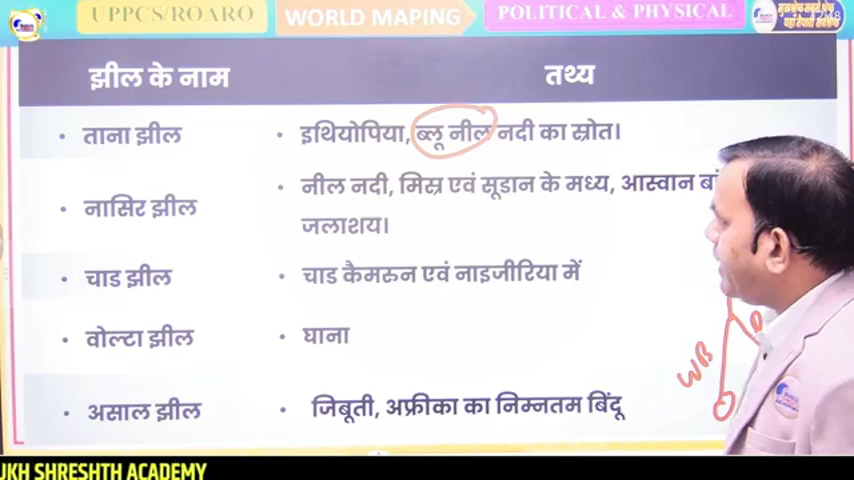 UPPCS/ROARO
WORLD MAPING
POLITICAL & PHYSICAL
झील के नाम
तथ्य
• ताना झील
• इथियोपिया, ब्लू नील नदी का स्रोत।
• नासिर झील
• नील नदी, मिस्र एवं सूडान के मध्य, आस्वान
जलाशय।
• चाड झील
• चाड कैमरुन एवं नाइजीरिया में
• वोल्टा झील
• घाना
• असाल झील
• जिबूती, अफ्रीका का निम्नतम बिंदू
WB
UKH SHRESHTH ACADEMY